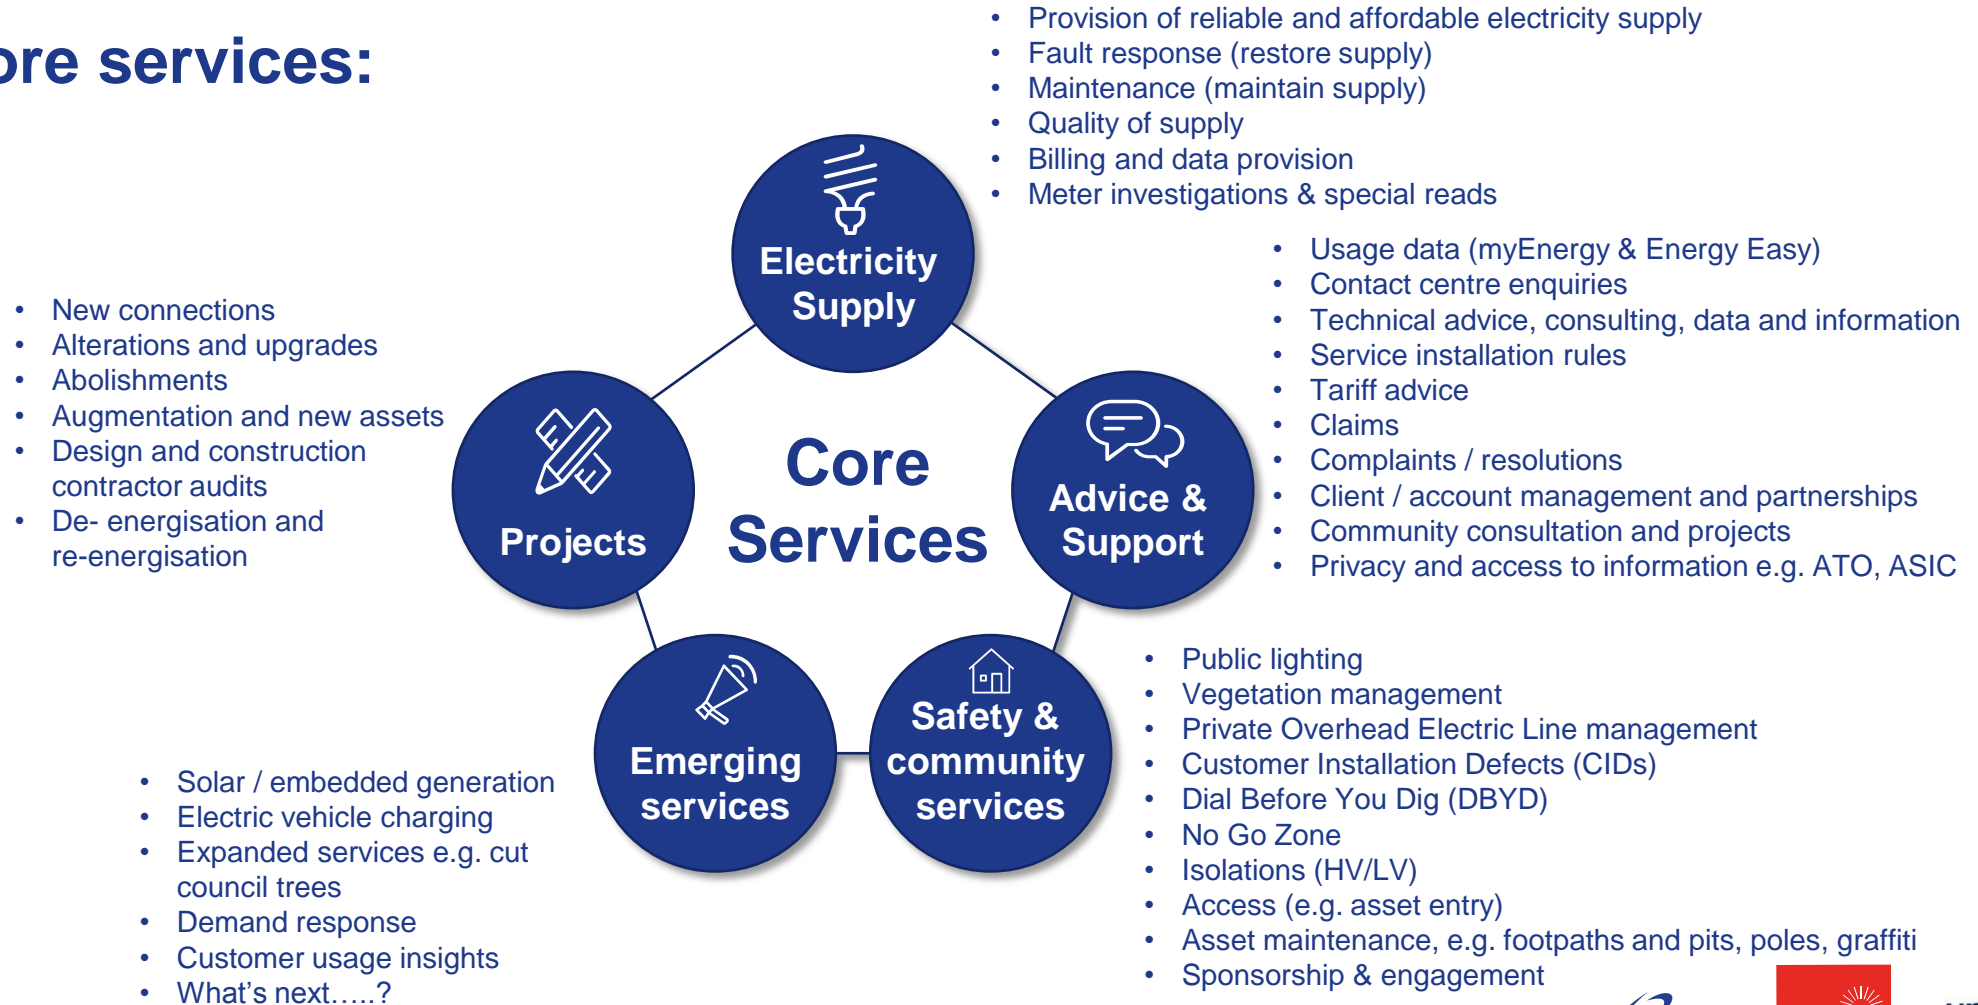 ore services:
• Provision of reliable and affordable electricity supply
• Fault response (restore supply)
• Maintenance (maintain supply)
• Quality of supply
• Billing and data provision
• Meter investigations & special reads
Electricity
Supply
• Usage data (myEnergy & Energy Easy)
• Contact centre enquiries
• Technical advice, consulting, data and information
• Service installation rules
• Tariff advice
• Claims
• Complaints / resolutions
• Client / account management and partnerships
• Community consultation and projects
• Privacy and access to information e.g. ATO, ASIC
Advice &
Support
• New connections
• Alterations and upgrades
• Abolishments
• Augmentation and new assets
• Design and construction
contractor audits
• De- energisation and
re-energisation
Projects
Core
Services
Emerging
services
Safety &
community
services
• Public lighting
• Vegetation management
• Private Overhead Electric Line management
• Customer Installation Defects (CIDs)
• Dial Before You Dig (DBYD)
• No Go Zone
• Isolations (HV/LV)
• Access (e.g. asset entry)
• Asset maintenance, e.g. footpaths and pits, poles, graffiti
• Sponsorship & engagement
• Solar / embedded generation
• Electric vehicle charging
• Expanded services e.g. cut
council trees
• Demand response
• Customer usage insights
• What's next…..?